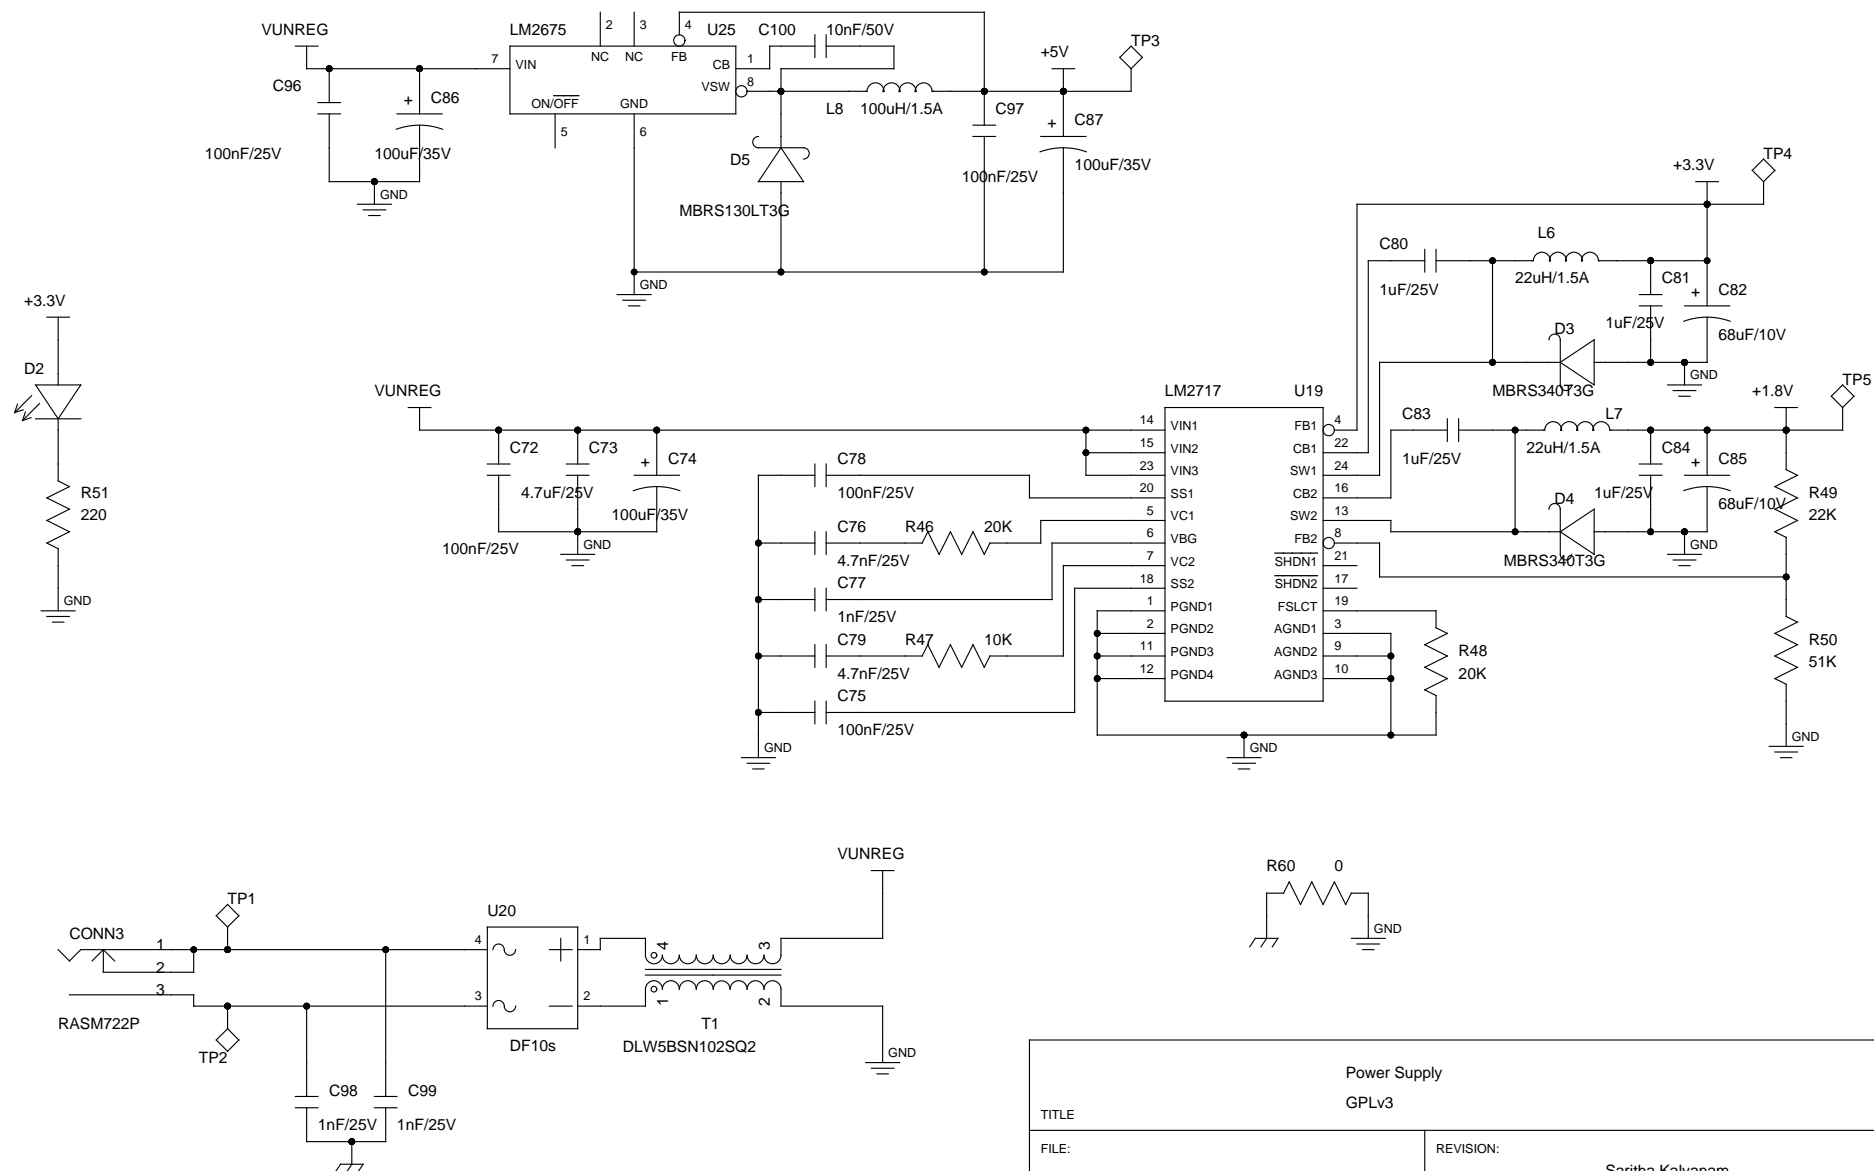 VUNREG
LM2675
2
3
4
U25
C100
10nF/50V
NC
NC
FB
7
VIN
CB
1
VSW
8
ON/OFF
GND
5
6
C96
100nF/25V
+
C86
100uF/35V
GND
L8
100uH/1.5A
+5V
TP3
C97
100nF/25V
+
C87
100uF/35V
D5
MBRS130LT3G
GND
+3.3V
D2
R51
220
GND
VUNREG
C72
100nF/25V
C73
4.7uF/25V
+
C74
100uF/35V
GND
C78
100nF/25V
C76
4.7nF/25V
R46
20K
C77
1nF/25V
C79
4.7nF/25V
R47
10K
C75
100nF/25V
GND
LM2717
U19
14
VIN1
FB1
4
15
VIN2
CB1
22
23
VIN3
SW1
24
20
SS1
CB2
16
5
VC1
SW2
13
6
VBG
FB2
8
7
VC2
SHDN1
21
18
SS2
SHDN2
17
1
PGND1
FSLCT
19
2
PGND2
AGND1
3
11
PGND3
AGND2
9
12
PGND4
AGND3
10
GND
R48
20K
+3.3V
TP4
C80
1uF/25V
L6
22uH/1.5A
C81
1uF/25V
+
C82
68uF/10V
D3
MBRS340T3G
GND
+1.8V
TP5
C83
1uF/25V
L7
22uH/1.5A
C84
1uF/25V
+
C85
68uF/10V
D4
MBRS340T3G
GND
R49
22K
R50
51K
GND
CONN3
1
2
3
RASM722P
TP1
TP2
C98
1nF/25V
C99
1nF/25V
U20
4
3
1
2
DF10s
4
3
1
2
T1
DLW5BSN102SQ2
VUNREG
GND
R60
0
GND
Power Supply
GPLv3
TITLE
FILE:
REVISION:
Saritha Kalyanam